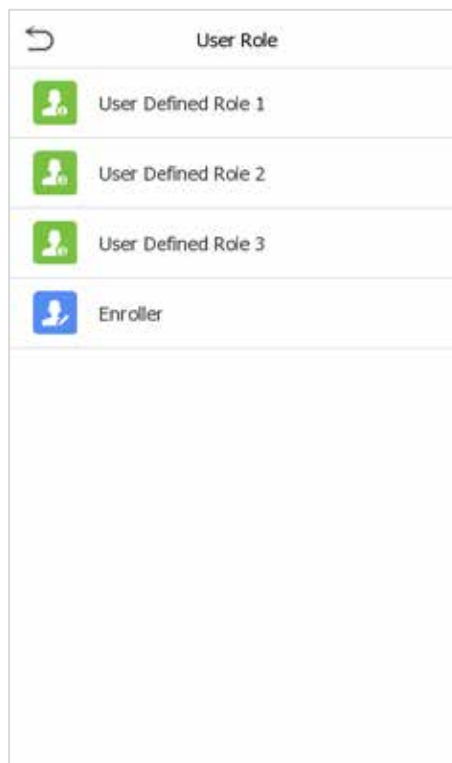 User Role
User Defined Role 1
User Defined Role 2
User Defined Role 3
Enroller